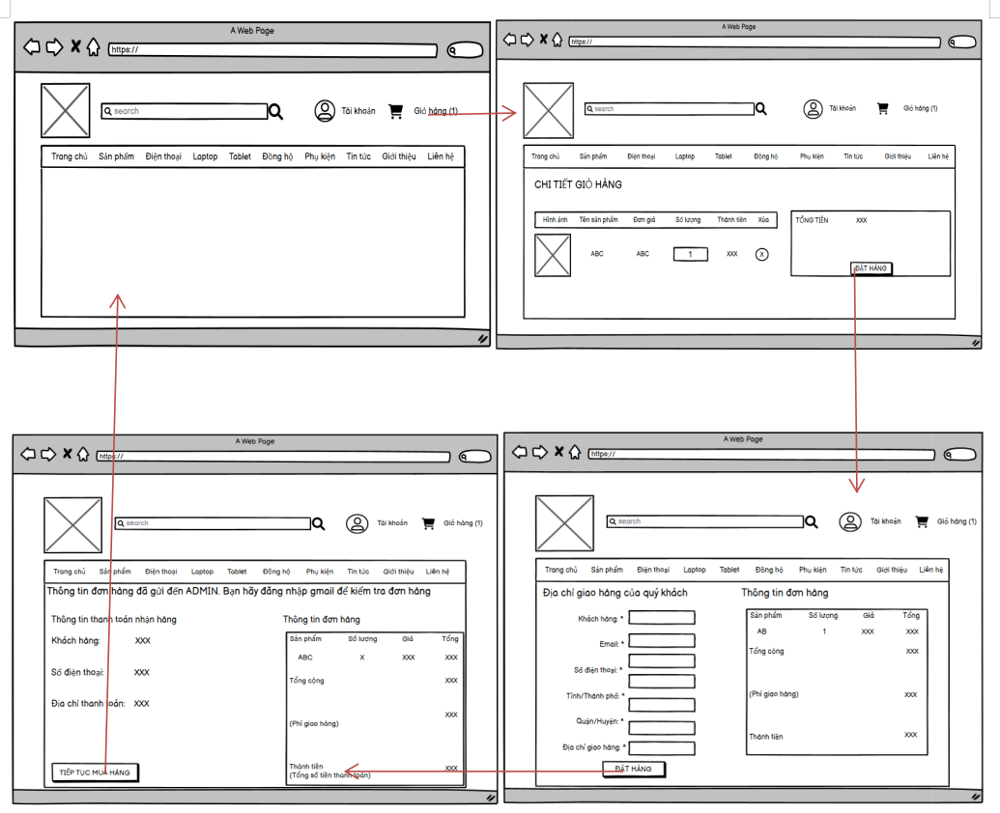 A Web Page
https://
search
Tài khoản
Giỏ hàng (1)
Trang chủ Sản phẩm Điện thoại Laptop Tablet Đồng hồ Phụ kiện Tin tức Giới thiệu Liên hệ
A Web Page
https://
search
Tài khoản
Giỏ hàng (1)
Trang chủ Sản phẩm Điện thoại Laptop Tablet Đồng hồ Phụ kiện Tin tức Giới thiệu Liên hệ
CHI TIẾT GIỎ HÀNG
Hình ảnh Tên sản phẩm Đơn giá Số lượng Thành tiền Xóa
ABC ABC 1 XXX X
TỔNG TIỀN XXX
ĐẶT HÀNG
A Web Page
https://
search
Tài khoản
Giỏ hàng (1)
Trang chủ Sản phẩm Điện thoại Laptop Tablet Đồng hồ Phụ kiện Tin tức Giới thiệu Liên hệ
Thông tin đơn hàng đã gửi đến ADMIN. Bạn hãy đăng nhập gmail để kiểm tra đơn hàng
Thông tin thanh toán nhận hàng
Khách hàng: XXX
Số điện thoại: XXX
Địa chỉ thanh toán: XXX
TIẾP TỤC MUA HÀNG
Thông tin đơn hàng
Sản phẩm Số lượng Giá Tổng
ABC X XXX XXX
Tổng cộng XXX
(Phí giao hàng) XXX
Thành tiền XXX
(Tổng số tiền thanh toán)
A Web Page
https://
search
Tài khoản
Giỏ hàng (1)
Trang chủ Sản phẩm Điện thoại Laptop Tablet Đồng hồ Phụ kiện Tin tức Giới thiệu Liên hệ
Địa chỉ giao hàng của quý khách
Khách hàng: *
Email: *
Số điện thoại: *
Tỉnh/Thành phố: *
Quận/Huyện: *
Địa chỉ giao hàng: *
ĐẶT HÀNG
Thông tin đơn hàng
Sản phẩm Số lượng Giá Tổng
AB 1 XXX XXX
Tổng cộng XXX
(Phí giao hàng) XXX
Thành tiền XXX